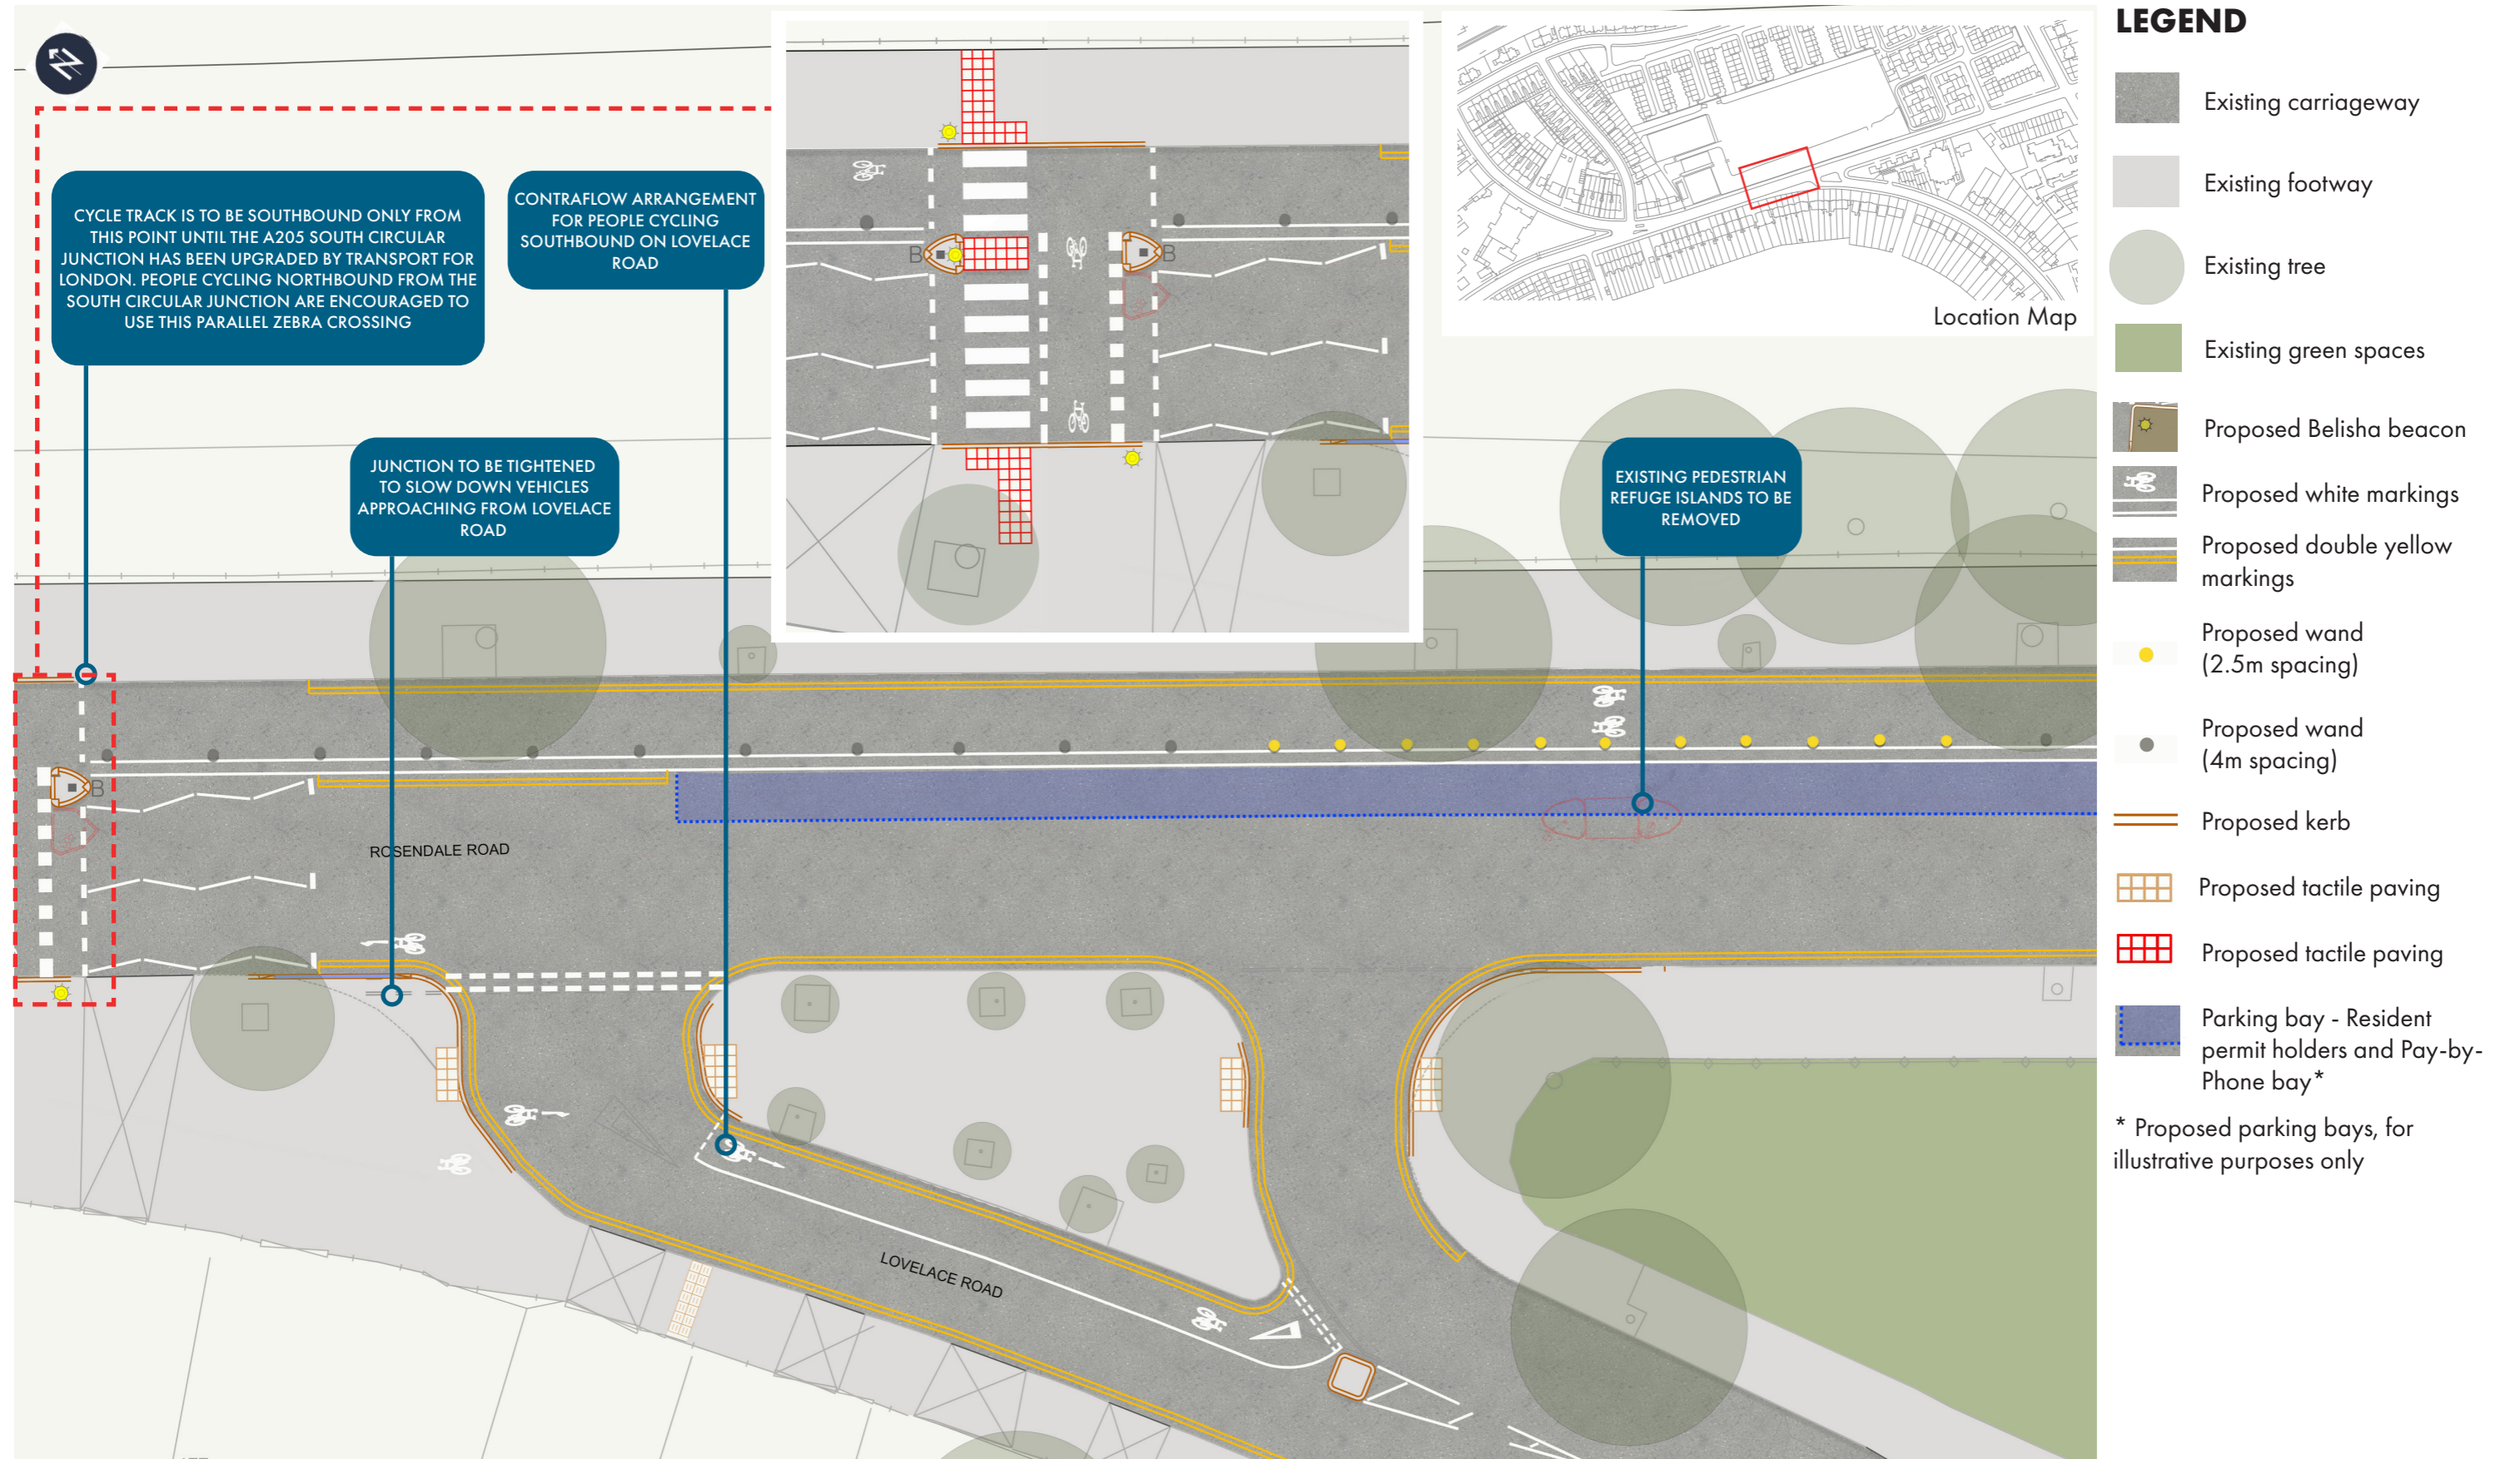 CYCLE TRACK IS TO BE SOUTHBOUND ONLY FROM
THIS POINT UNTIL THE A205 SOUTH CIRCULAR
JUNCTION HAS BEEN UPGRADED BY TRANSPORT FOR
LONDON. PEOPLE CYCLING NORTHBOUND FROM THE
SOUTH CIRCULAR JUNCTION ARE ENCOURAGED TO
USE THIS PARALLEL ZEBRA CROSSING
CONTRAFLOW ARRANGEMENT
FOR PEOPLE CYCLING
SOUTHBOUND ON LOVELACE
ROAD
JUNCTION TO BE TIGHTENED
TO SLOW DOWN VEHICLES
APPROACHING FROM LOVELACE
ROAD
B
B
Location Map
EXISTING PEDESTRIAN
REFUGE ISLANDS TO BE
REMOVED
B
ROSENDALE ROAD
LOVELACE ROAD
LEGEND
Existing carriageway
Existing footway
Existing tree
Existing green spaces
Proposed Belisha beacon
Proposed white markings
Proposed double yellow
markings
Proposed wand
(2.5m spacing)
Proposed wand
(4m spacing)
Proposed kerb
Proposed tactile paving
Proposed tactile paving
Parking bay - Resident
permit holders and Pay-by-
Phone bay*
* Proposed parking bays, for
illustrative purposes only